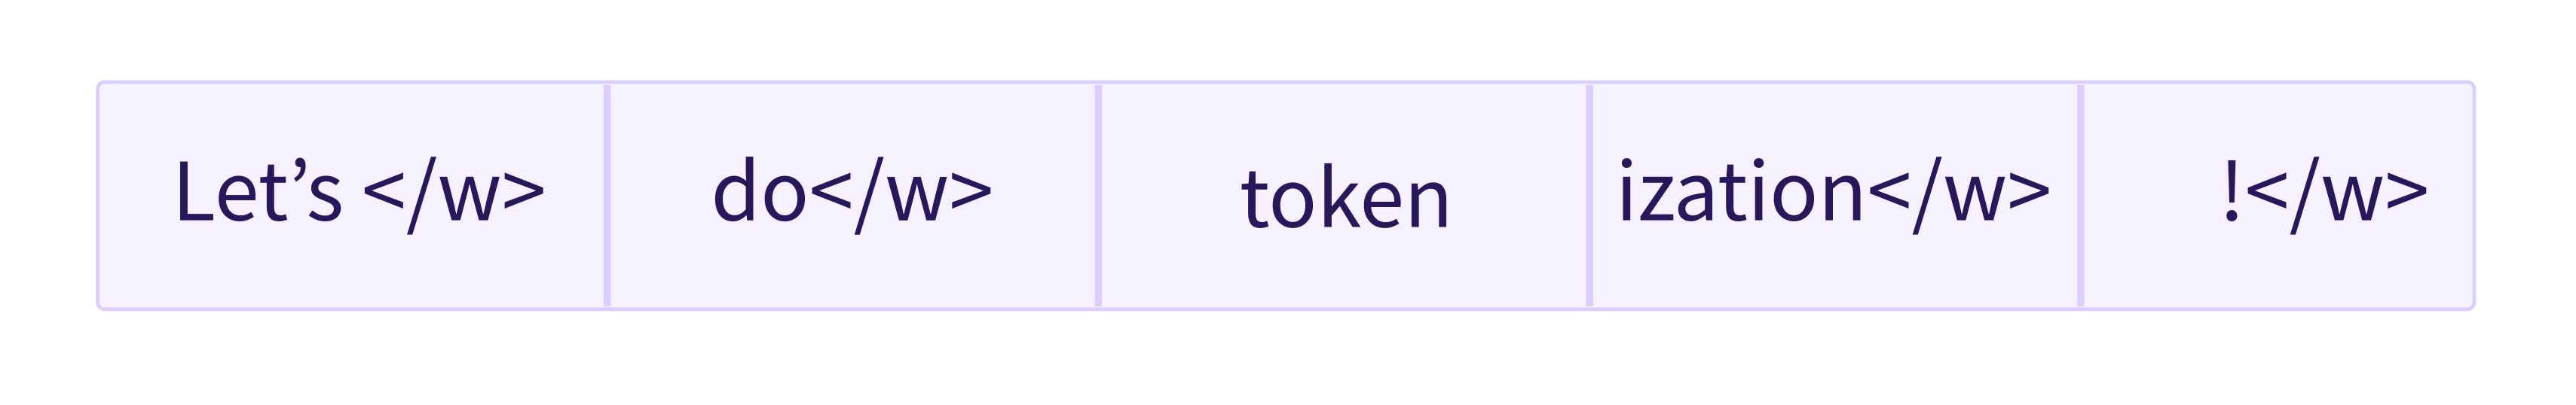 Let’s </w> do</w> token ization</w> !</w>